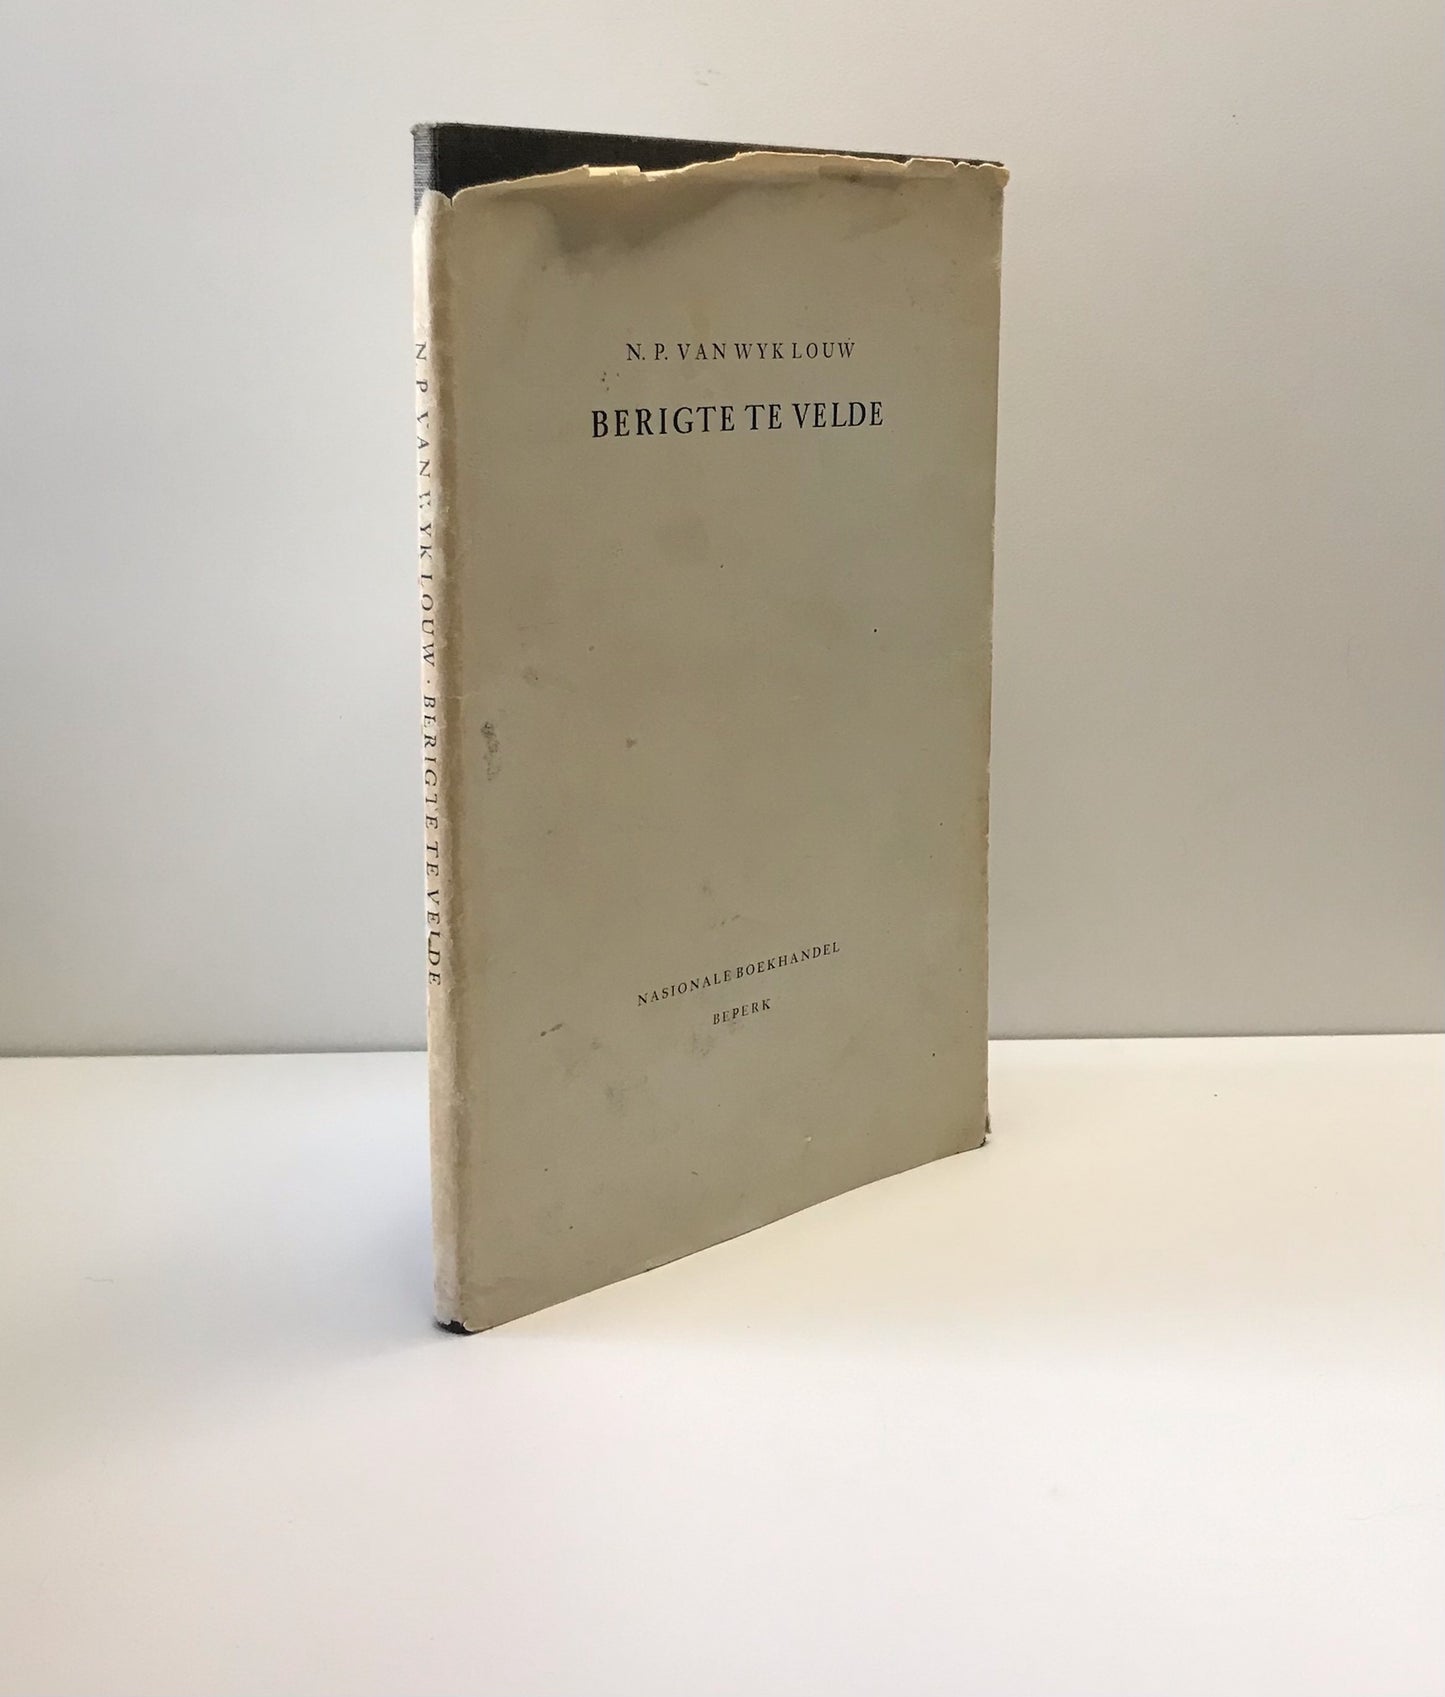 N. P. VAN WYK LOUW
BERIGTE TE VELDE
NASIONALE BOEKHANDEL
BEPERK
N. P. VAN WYK LOUW · BERIGTE TE VELDE